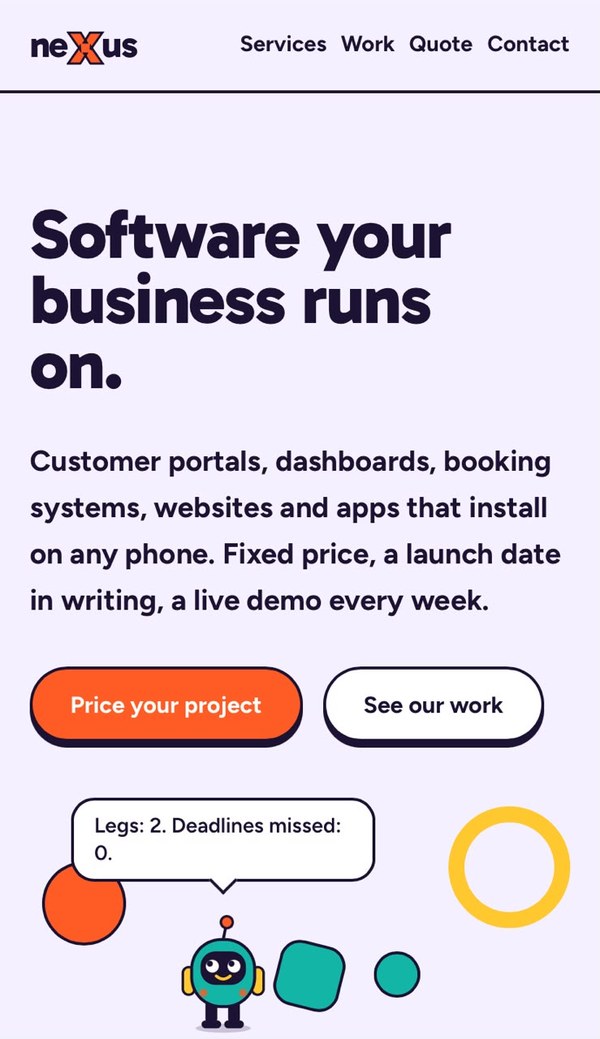 neXus
Services Work Quote Contact
Software your
business runs
on.
Customer portals, dashboards, booking
systems, websites and apps that install
on any phone. Fixed price, a launch date
in writing, a live demo every week.
Price your project
See our work
Legs: 2. Deadlines missed:
0.